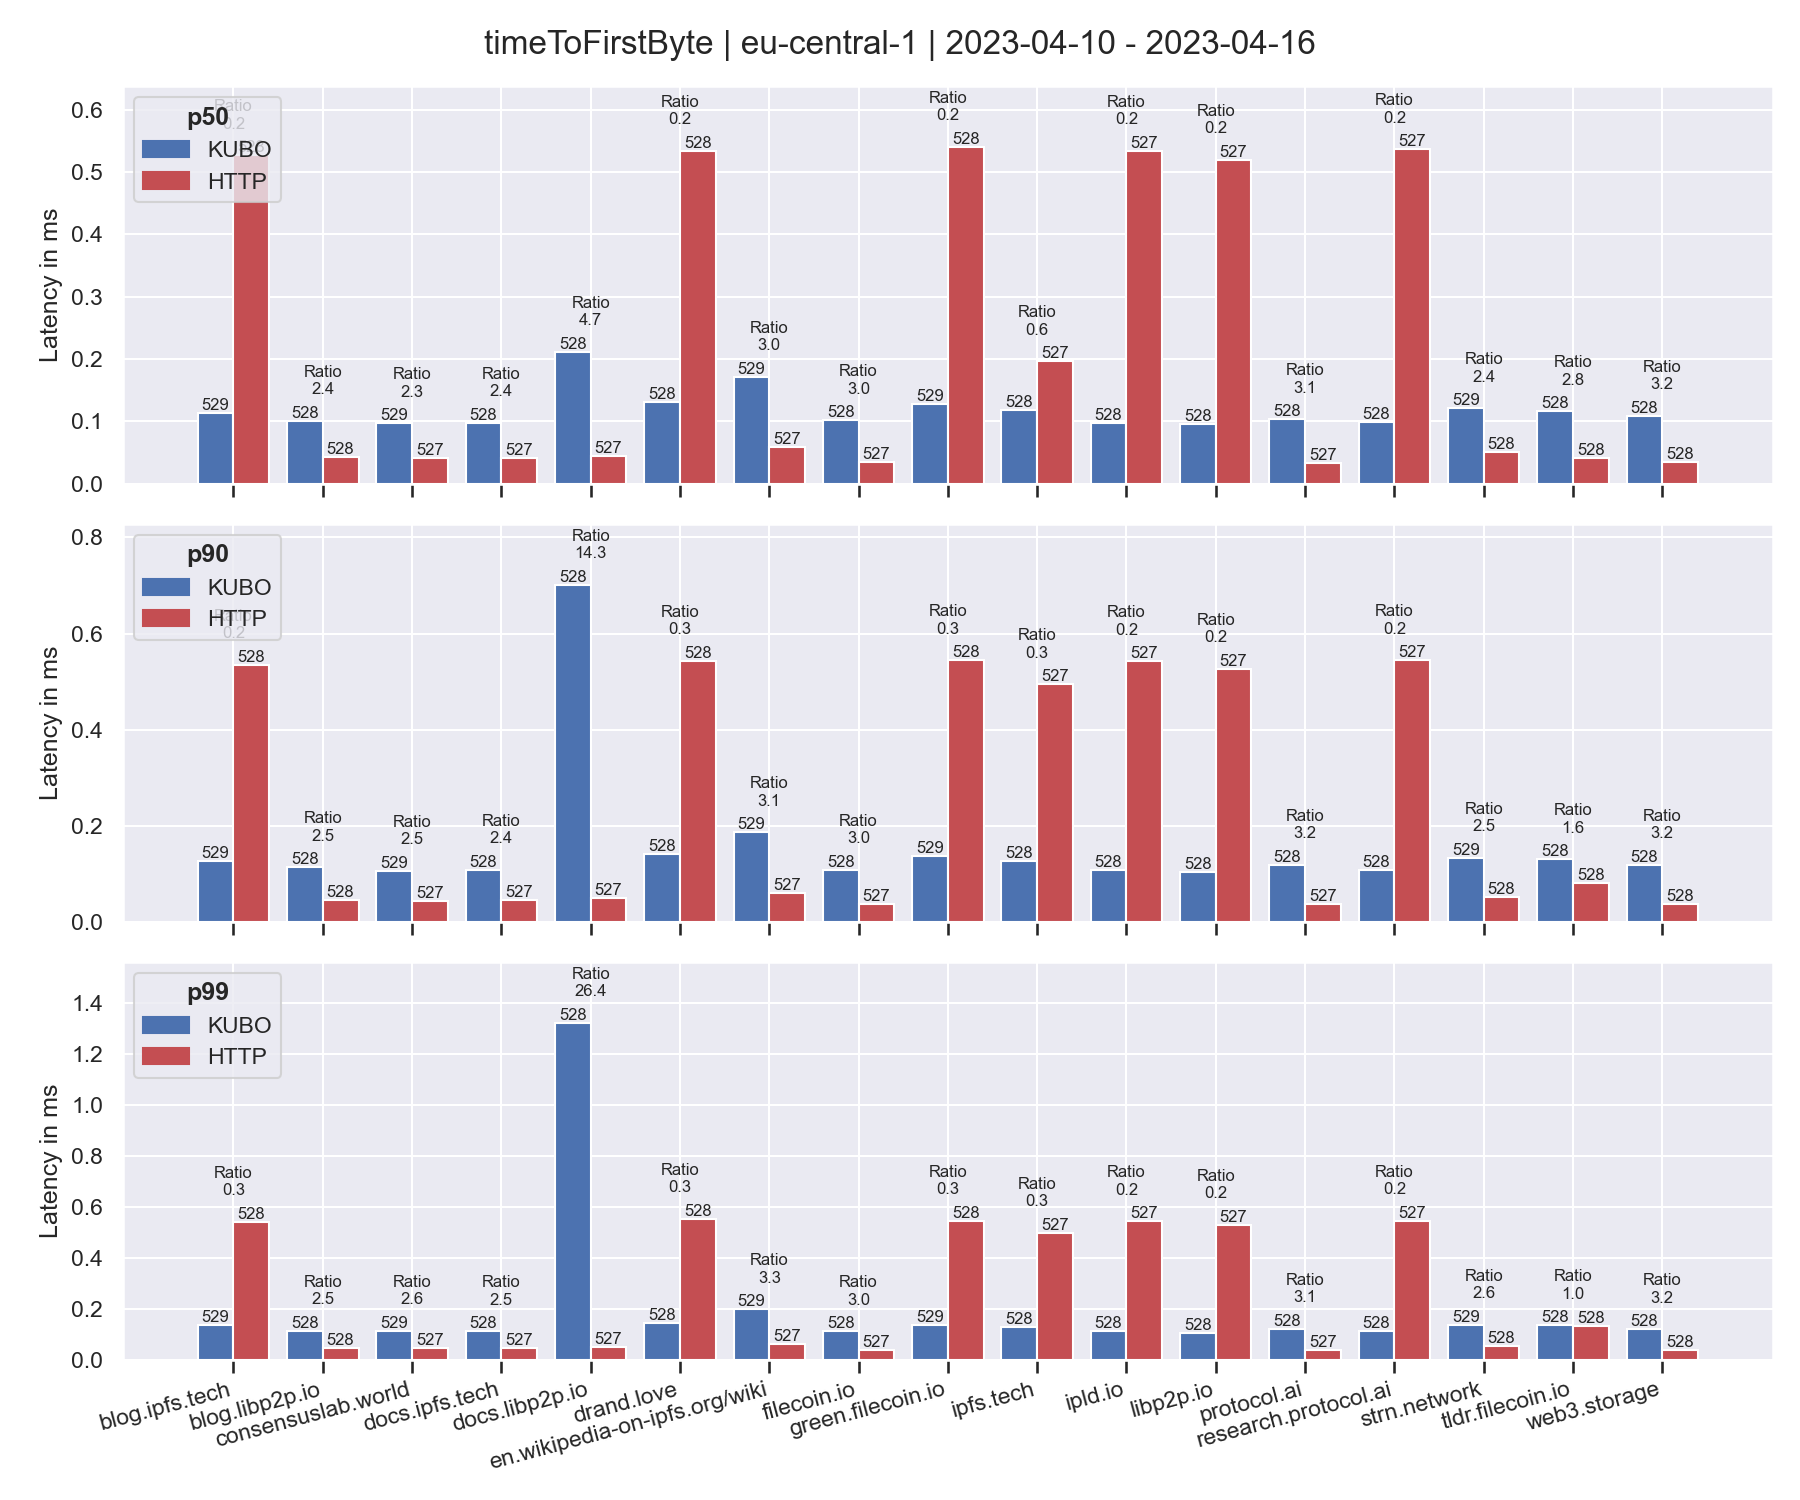 timeToFirstByte | eu-central-1 | 2023-04-10 - 2023-04-16
Latency in ms
0.6
0.5
0.4
0.3
0.2
0.1
0.0
p50
KUBO
HTTP
Ratio
0.2
529
Ratio
2.4
528
528
Ratio
2.3
529
527
Ratio
2.4
528
527
Ratio
4.7
528
527
Ratio
0.2
528
528
Ratio
3.0
529
527
Ratio
3.0
528
527
Ratio
0.2
529
528
Ratio
0.6
528
527
Ratio
0.2
528
527
Ratio
0.2
528
527
Ratio
3.1
528
527
Ratio
0.2
528
527
Ratio
2.4
529
528
Ratio
2.8
528
528
Ratio
3.2
528
528
Latency in ms
0.8
0.6
0.4
0.2
0.0
p90
KUBO
HTTP
Ratio
0.2
529
528
Ratio
2.5
528
528
Ratio
2.5
529
527
Ratio
2.4
528
527
Ratio
14.3
528
527
Ratio
0.3
528
528
Ratio
3.1
529
527
Ratio
3.0
528
527
Ratio
0.3
529
528
Ratio
0.3
528
527
Ratio
0.2
528
527
Ratio
0.2
528
527
Ratio
3.2
528
527
Ratio
0.2
528
527
Ratio
2.5
529
528
Ratio
1.6
528
528
Ratio
3.2
528
528
Latency in ms
1.4
1.2
1.0
0.8
0.6
0.4
0.2
0.0
p99
KUBO
HTTP
Ratio
0.3
529
528
Ratio
2.5
528
528
Ratio
2.6
529
527
Ratio
2.5
528
527
Ratio
26.4
528
527
Ratio
0.3
528
528
Ratio
3.3
529
527
Ratio
3.0
528
527
Ratio
0.3
529
528
Ratio
0.3
528
527
Ratio
0.2
528
527
Ratio
0.2
528
527
Ratio
3.1
528
527
Ratio
0.2
528
527
Ratio
2.6
529
528
Ratio
1.0
528
528
Ratio
3.2
528
528
blog.ipfs.tech
blog.libp2p.io
consensuslab.world
docs.ipfs.tech
docs.libp2p.io
drand.love
en.wikipedia-on-ipfs.org/wiki
filecoin.io
green.filecoin.io
ipfs.tech
ipld.io
libp2p.io
protocol.ai
research.protocol.ai
strn.network
tldr.filecoin.io
web3.storage